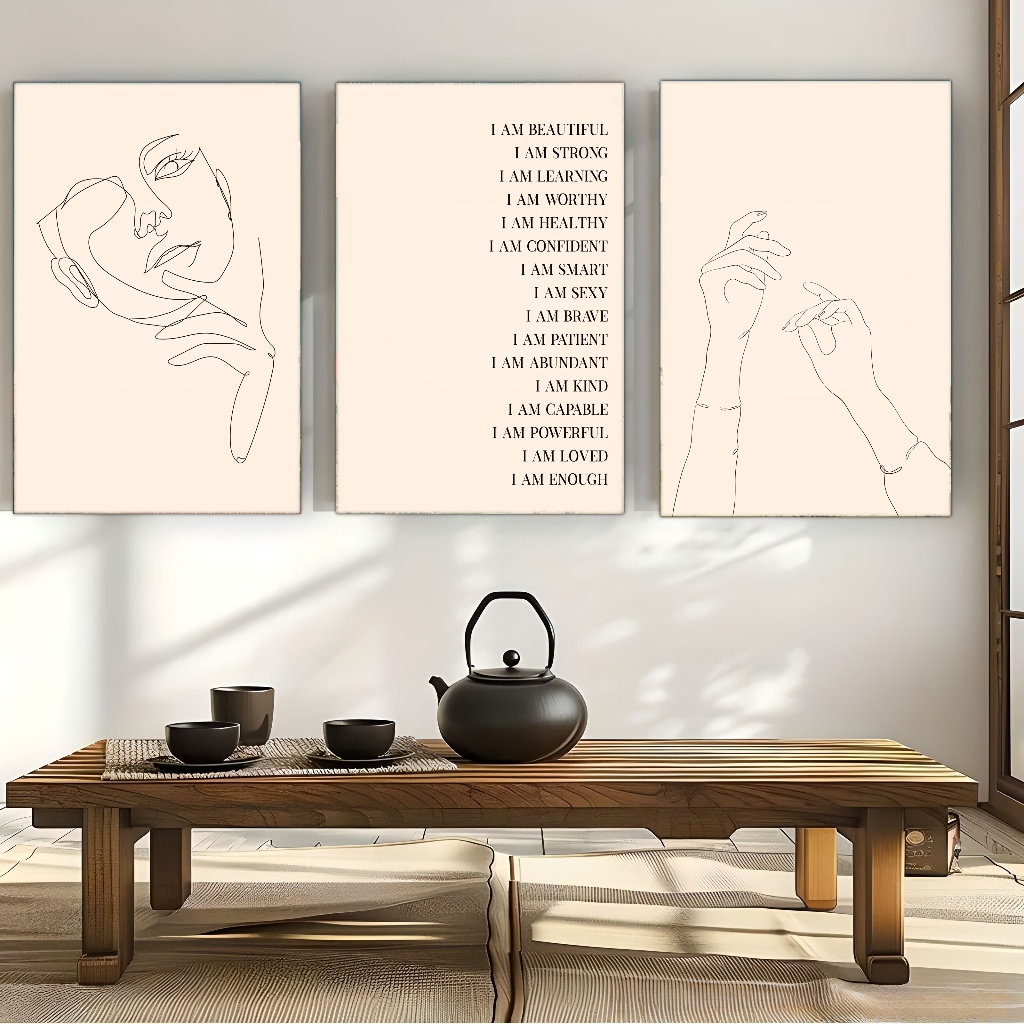 I AM BEAUTIFUL
I AM STRONG
I AM LEARNING
I AM WORTHY
I AM HEALTHY
I AM CONFIDENT
I AM SMART
I AM SEXY
I AM BRAVE
I AM PATIENT
I AM ABUNDANT
I AM KIND
I AM CAPABLE
I AM POWERFUL
I AM LOVED
I AM ENOUGH